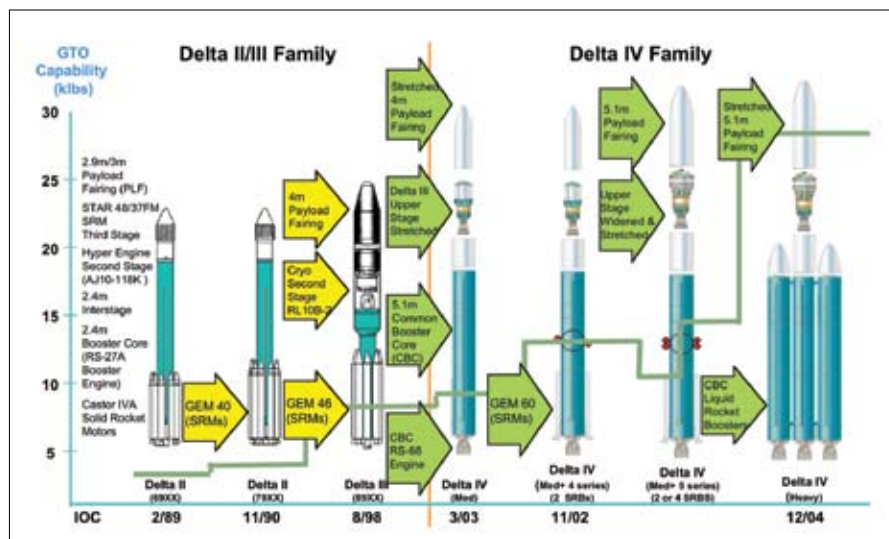 Delta II/III Family
Delta IV Family
GTO
Capability
(klbs)
30
25
20
15
10
5
1
2.9m/3m
Payload
Fairing (PLF)
STAR 48/37FM
SRM
Third Stage
Hyper Engine
Second Stage
(AJ10-118K )
2.4m
Interstage
2.4m
Booster Core
(RS-27A
Booster
Engine)
Castor IVA
Solid Rocket
Motors
GEM 40
(SRMs)
GEM 46
(SRMs)
4m
Payload
Fairing
Cryo
Second
Stage
RL10B-2
Stretched
4m
Payload
Fairing
Delta III
Upper
Stage
Stretched
5.1m
Common
Booster
Core
(CBC)
CBC
RS-68
Engine
GEM 60
(SRMs)
5.1m
Payload
Fairing
Upper
Stage
Widened &
Stretched
Stretched
5.1m
Payload
Fairing
CBC
Liquid
Rocket
Boosters
Delta II
(69XX)
Delta II
(79XX)
Delta III
(89XX)
Delta IV
(Med)
Delta IV
(Med+ 4 series)
(2 SRBs)
Delta IV
(Med+ 5 series)
(2 or 4 SRBS)
Delta IV
(Heavy)
IOC
2/89
11/90
8/98
3/03
11/02
12/04